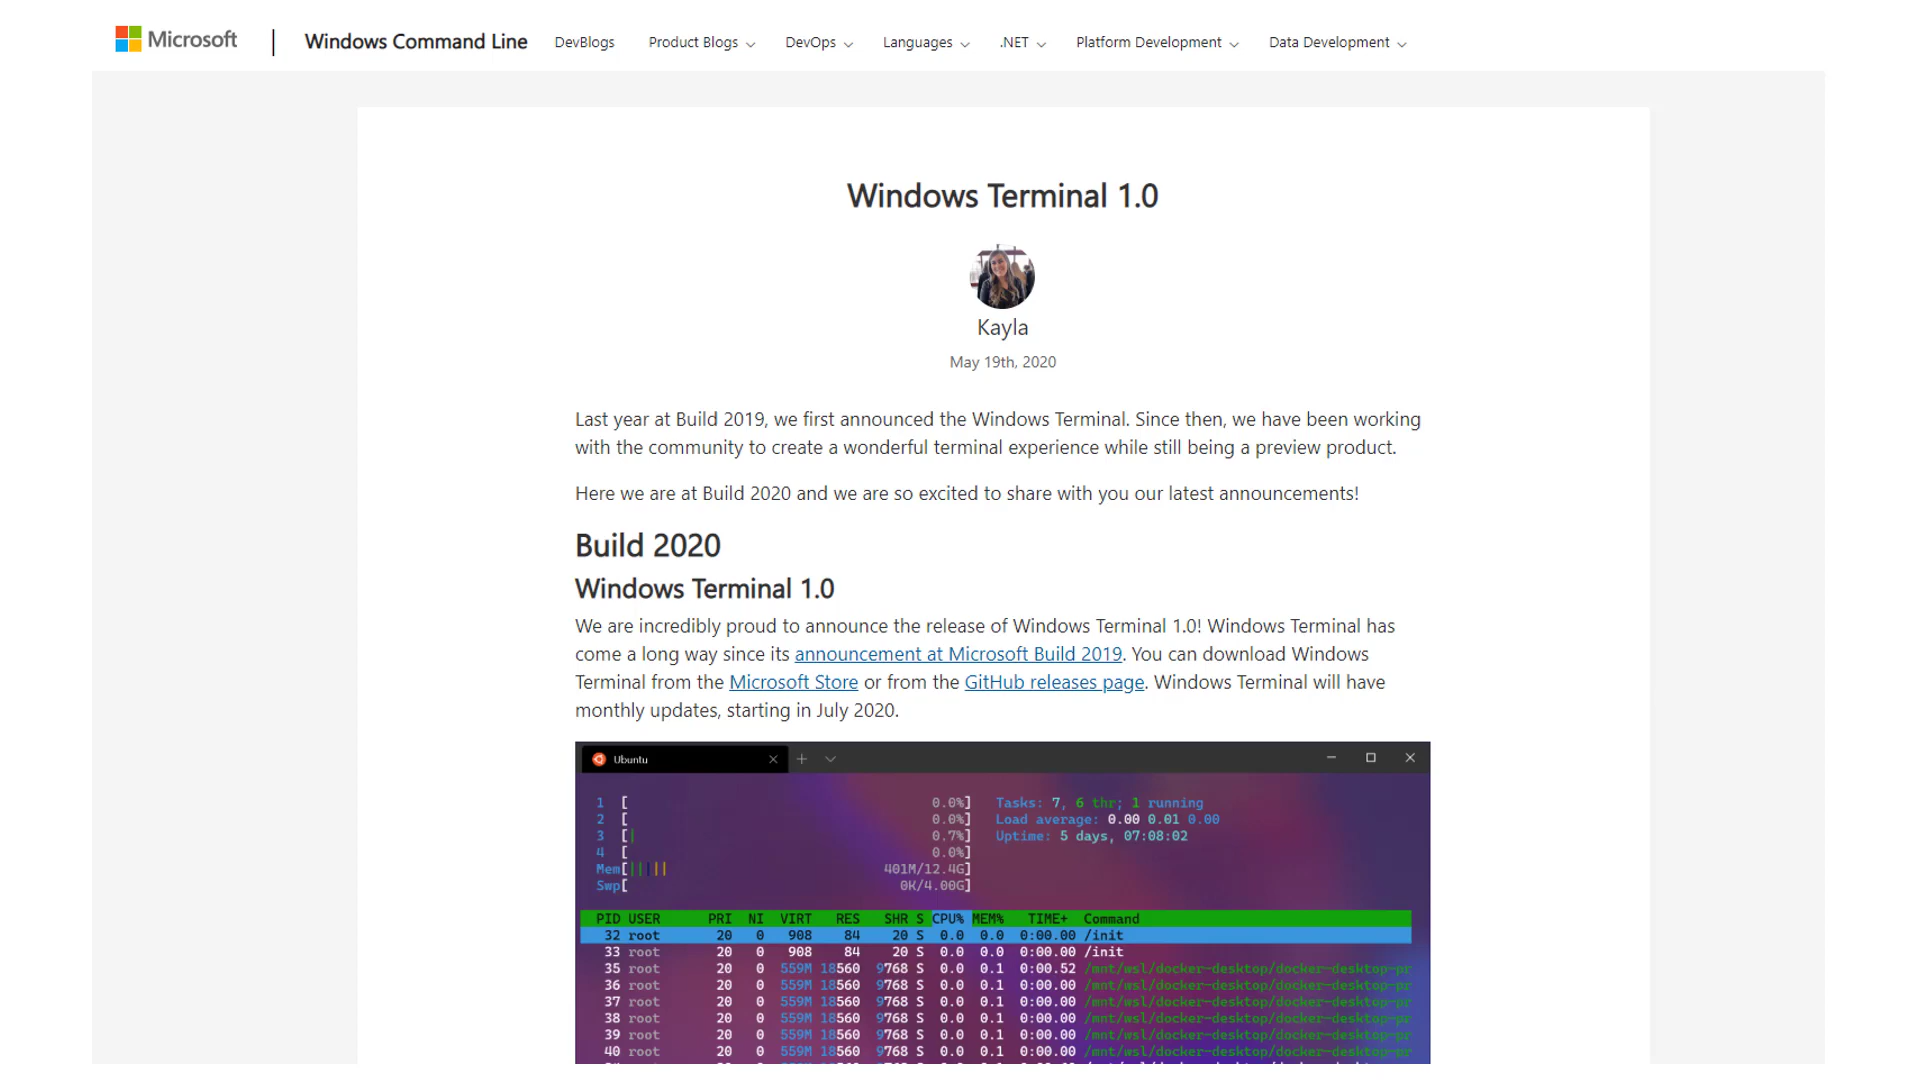 Microsoft | Windows Command Line DevBlogs Product Blogs DevOps Languages .NET Platform Development Data Development
Windows Terminal 1.0
Kayla
May 19th, 2020
Last year at Build 2019, we first announced the Windows Terminal. Since then, we have been working
with the community to create a wonderful terminal experience while still being a preview product.
Here we are at Build 2020 and we are so excited to share with you our latest announcements!
Build 2020
Windows Terminal 1.0
We are incredibly proud to announce the release of Windows Terminal 1.0! Windows Terminal has
come a long way since its announcement at Microsoft Build 2019. You can download Windows
Terminal from the Microsoft Store or from the GitHub releases page. Windows Terminal will have
monthly updates, starting in July 2020.
Ubuntu
1 [ 0.0%] Tasks: 7, 6 thr; 1 running
2 [ 0.0%] Load average: 0.00 0.01 0.00
3 [| 0.7%] Uptime: 5 days, 07:08:02
4 [ 0.0%]
Mem[||||| 401M/12.4G]
Swp[ 0K/4.00G]
PID USER PRI NI VIRT RES SHR S CPU% MEM% TIME+ Command
32 root 20 0 908 84 20 S 0.0 0.0 0:00.00 /init
33 root 20 0 908 84 20 S 0.0 0.0 0:00.00 /init
35 root 20 0 559M 18560 9768 S 0.0 0.1 0:00.52 /mnt/wsl/docker-desktop/docker-desktop-pr
36 root 20 0 559M 18560 9768 S 0.0 0.1 0:00.00 /mnt/wsl/docker-desktop/docker-desktop-pr
37 root 20 0 559M 18560 9768 S 0.0 0.1 0:00.00 /mnt/wsl/docker-desktop/docker-desktop-pr
38 root 20 0 559M 18560 9768 S 0.0 0.1 0:00.00 /mnt/wsl/docker-desktop/docker-desktop-pr
39 root 20 0 559M 18560 9768 S 0.0 0.1 0:00.00 /mnt/wsl/docker-desktop/docker-desktop-pr
40 root 20 0 559M 18560 9768 S 0.0 0.1 0:00.00 /mnt/wsl/docker-desktop/docker-desktop-pr